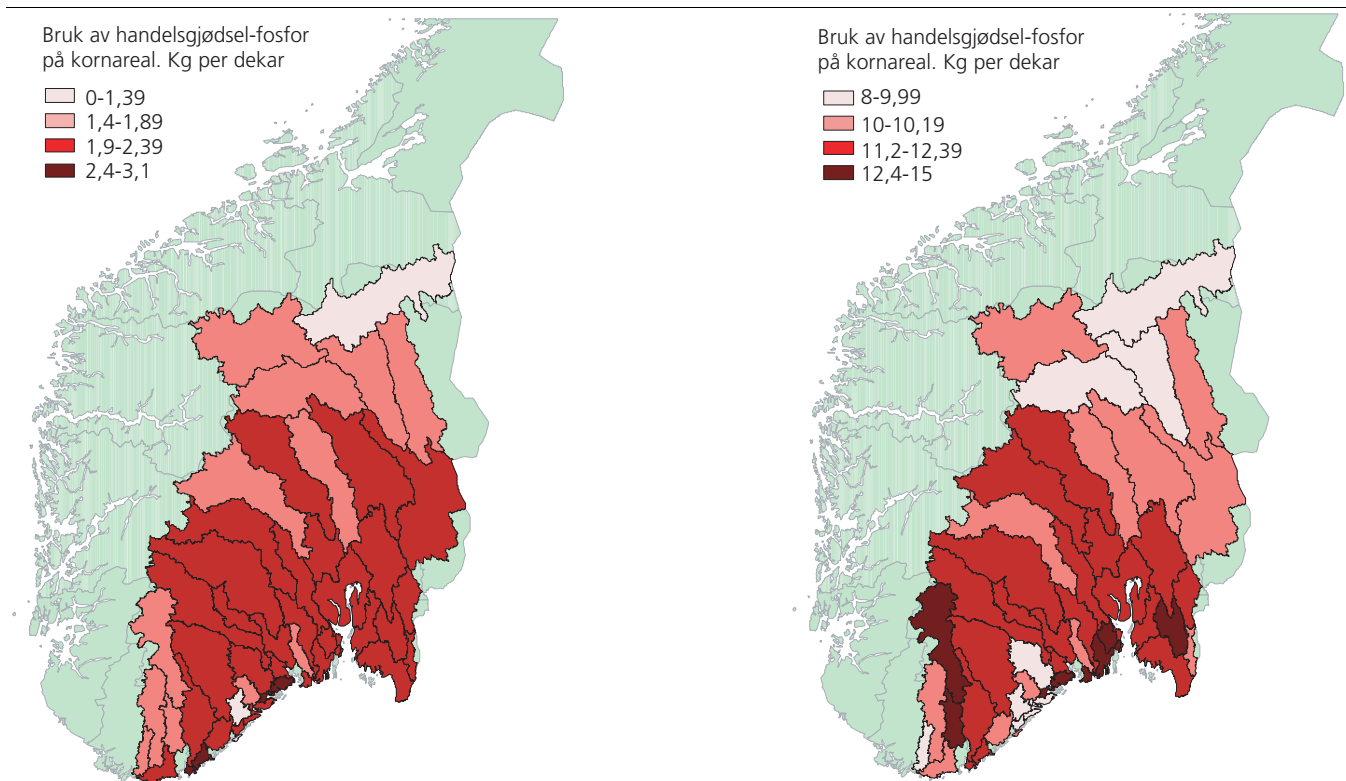 Bruk av handelsgjødsel-fosfor
på kornareal. Kg per dekar
0-1,39
1,4-1,89
1,9-2,39
2,4-3,1
Bruk av handelsgjødsel-fosfor
på kornareal. Kg per dekar
8-9,99
10-10,19
11,2-12,39
12,4-15